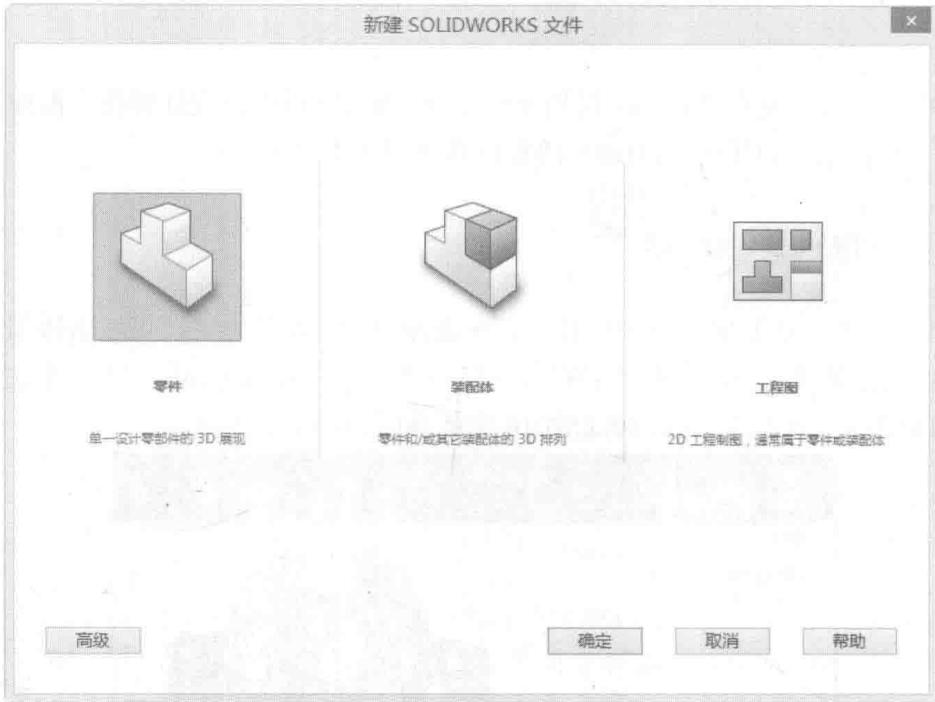 新建 SOLIDWORKS 文件
零件
装配体
工程图
单一设计零部件的 3D 展现
零件和/或其它装配体的 3D 排列
2D 工程制图，通常属于零件或装配体
高级
确定
取消
帮助